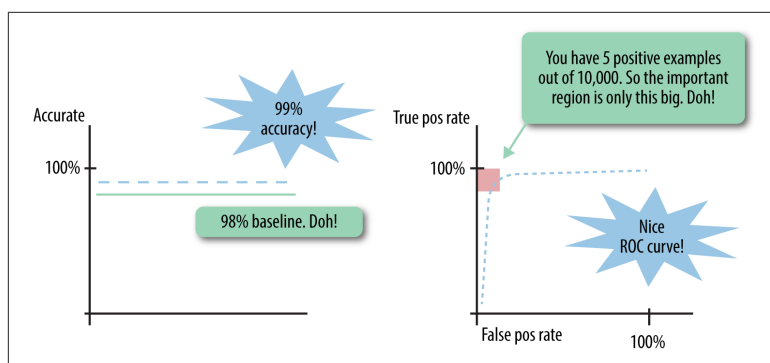 Accurate
100%
99%
accuracy!
98% baseline. Doh!
You have 5 positive examples
out of 10,000. So the important
region is only this big. Doh!
True pos rate
100%
Nice
ROC curve!
False pos rate
100%